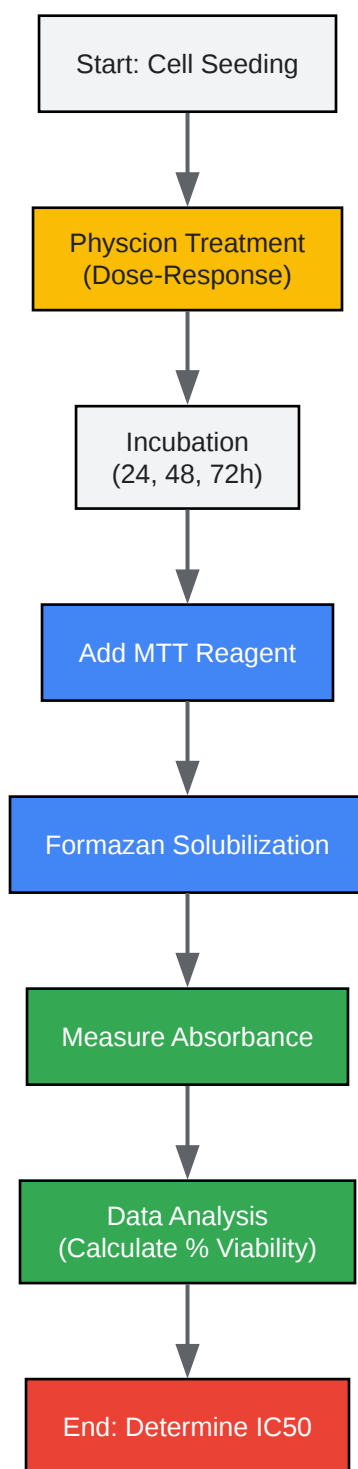 Start: Cell Seeding
Physcion Treatment
(Dose-Response)
Incubation
(24, 48, 72h)
Add MTT Reagent
Formazan Solubilization
Measure Absorbance
Data Analysis
(Calculate % Viability)
End: Determine IC50